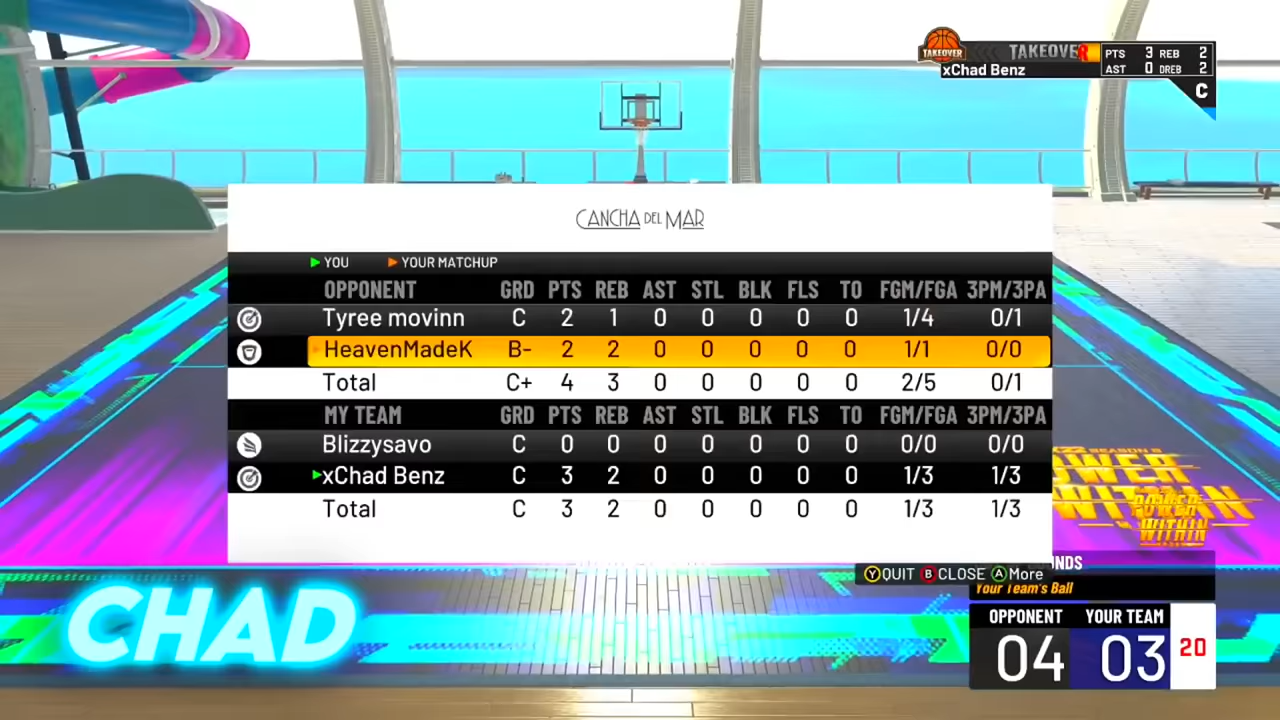 TAKEOVER PTS 3 REB 2
TAKEOVER
xChad Benz AST 0 DREB 2
C
CANCHA DEL MAR
YOU YOUR MATCHUP
OPPONENT GRD PTS REB AST STL BLK FLS TO FGM/FGA 3PM/3PA
Tyree movinn C 2 1 0 0 0 0 0 1/4 0/1
HeavenMadeK B- 2 2 0 0 0 0 0 1/1 0/0
Total C+ 4 3 0 0 0 0 0 2/5 0/1
MY TEAM GRD PTS REB AST STL BLK FLS TO FGM/FGA 3PM/3PA
Blizzysavo C 0 0 0 0 0 0 0 0/0 0/0
xChad Benz C 3 2 0 0 0 0 0 1/3 1/3
Total C 3 2 0 0 0 0 0 1/3 1/3
POWER
WITHIN
POWER
WITHIN
Y QUIT B CLOSE A More
Your Team's Ball
CHAD
OPPONENT YOUR TEAM
04 03 20